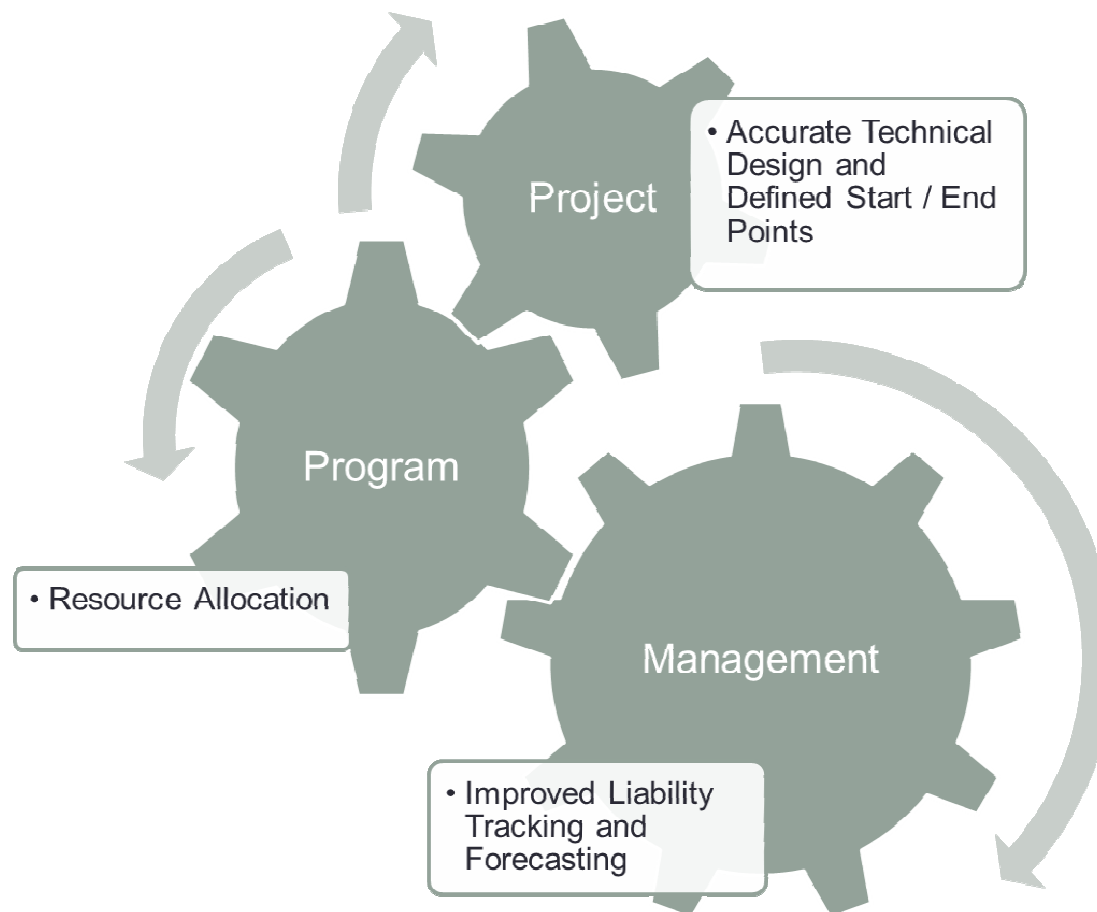 Project
• Accurate Technical
Design and
Defined Start / End
Points
Program
• Resource Allocation
Management
• Improved Liability
Tracking and
Forecasting